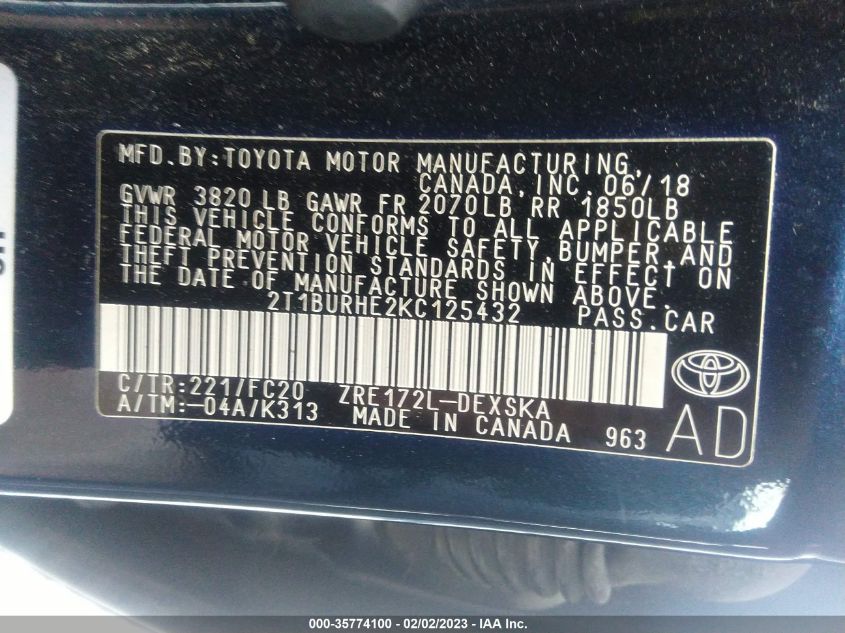 MFD.BY:TOYOTA MOTOR MANUFACTURING,
CANADA,INC. 06/18
GVWR 3820 LB GAWR FR 2070LB RR 1850LB
THIS VEHICLE CONFORMS TO ALL APPLICABLE
FEDERAL MOTOR VEHICLE SAFETY,BUMPER,AND
THEFT PREVENTION STANDARDS IN EFFECT ON
THE DATE OF MANUFACTURE SHOWN ABOVE.
2T1BURHE2KC125432 PASS.CAR
C/TR:221/FC20 ZRE172L-DEXSKA
A/TM:-04A/K313 MADE IN CANADA 963
AD
000-35774100 - 02/02/2023 - IAA Inc.